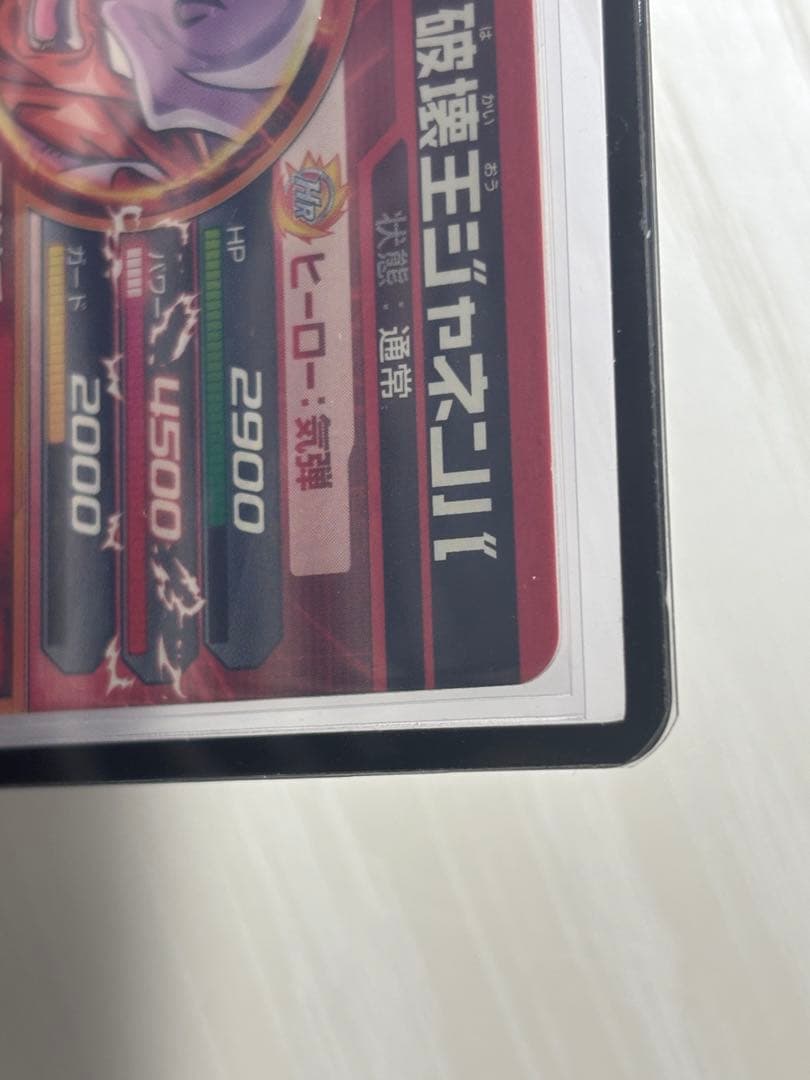 はかいおう
破壊王ジャネンバ
状態：通常
HR
ヒーロー：気弾
HP 2900
パワー 4500
ガード 2000